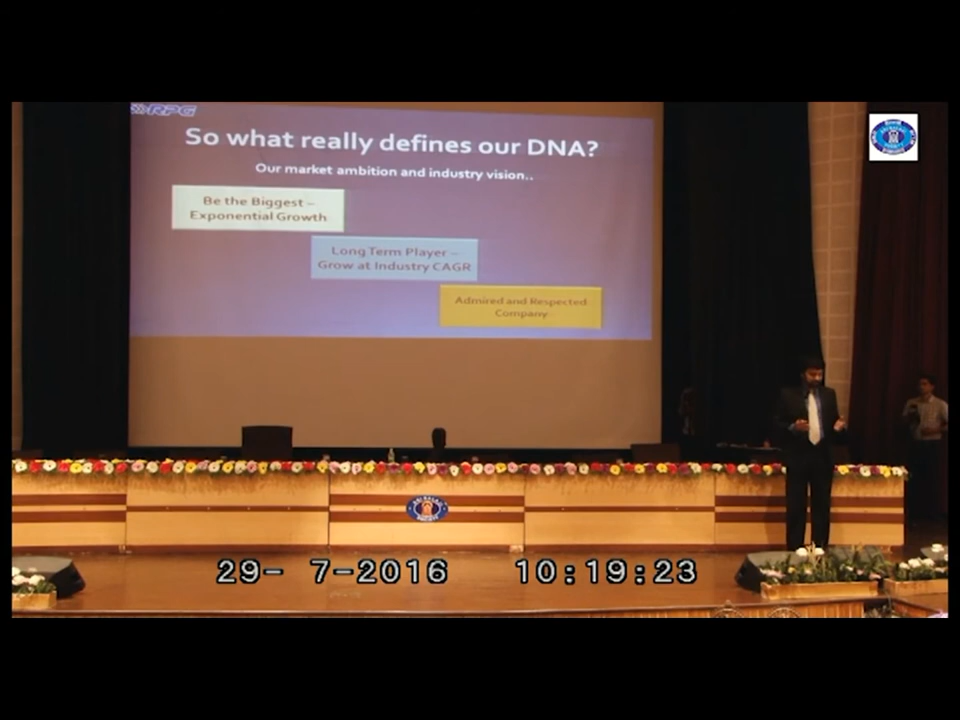 RPG
So what really defines our DNA?
Our market ambition and industry vision..
Be the Biggest –
Exponential Growth
Long Term Player –
Grow at Industry CAGR
Admired and Respected
Company
29- 7-2016 10:19:23